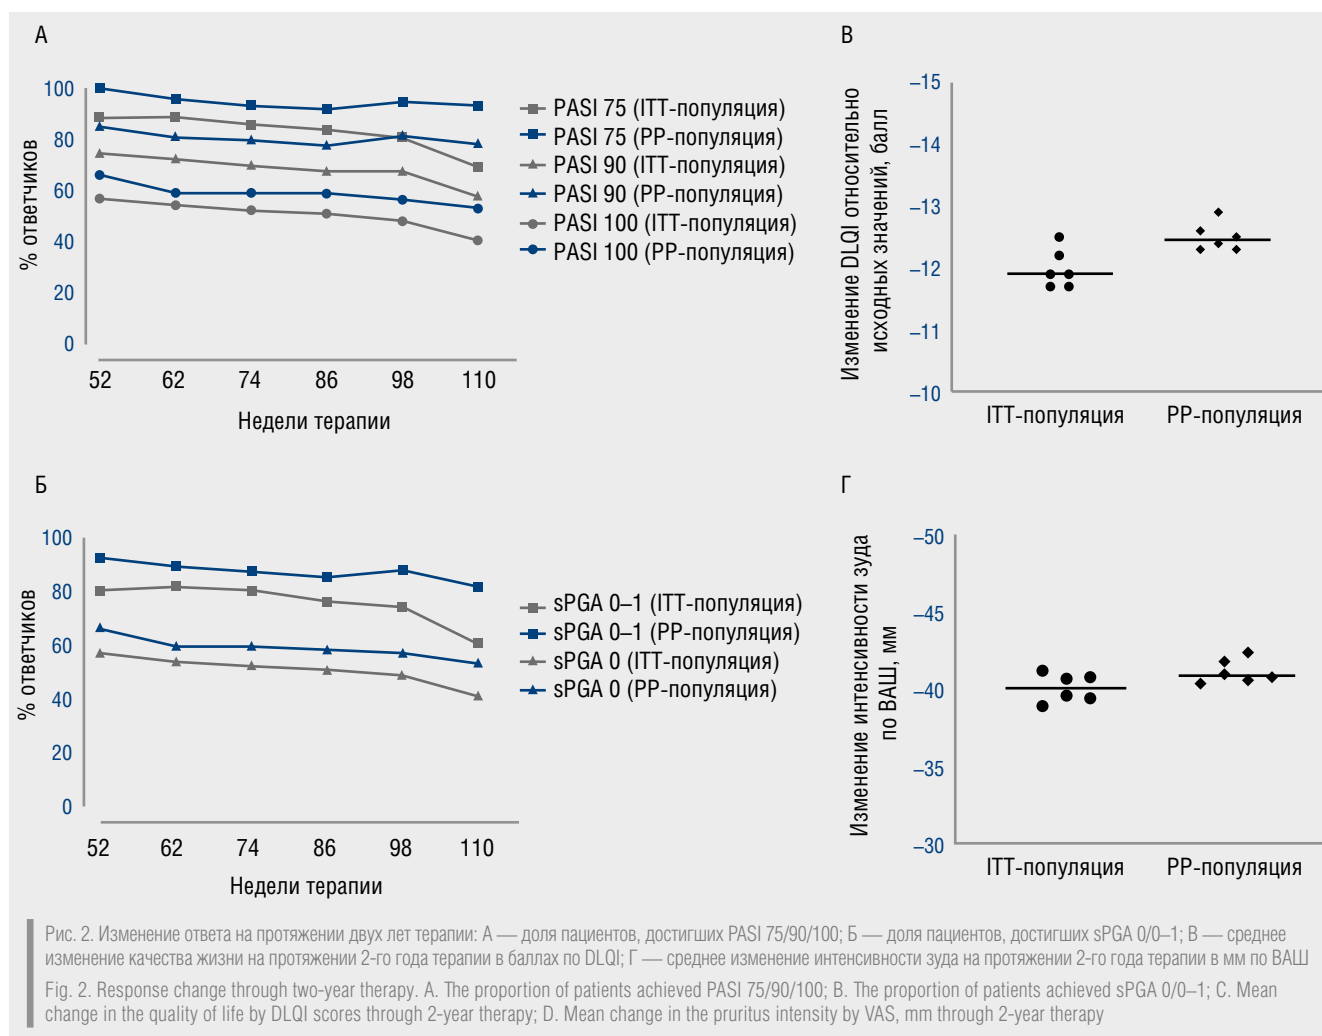 А
100
80
60
40
20
0
% ответчиков
52 62 74 86 98 110
Недели терапии
PASI 75 (ITT-популяция)
PASI 75 (PP-популяция)
PASI 90 (ITT-популяция)
PASI 90 (PP-популяция)
PASI 100 (ITT-популяция)
PASI 100 (PP-популяция)
В
Изменение DLQI относительно
исходных значений, балл
–15
–14
–13
–12
–11
–10
ITT-популяция PP-популяция
Б
100
80
60
40
20
0
% ответчиков
52 62 74 86 98 110
Недели терапии
sPGA 0–1 (ITT-популяция)
sPGA 0–1 (PP-популяция)
sPGA 0 (ITT-популяция)
sPGA 0 (PP-популяция)
Г
Изменение интенсивности зуда
по ВАШ, мм
–50
–45
–40
–35
–30
ITT-популяция PP-популяция
Рис. 2. Изменение ответа на протяжении двух лет терапии: А — доля пациентов, достигших PASI 75/90/100; Б — доля пациентов, достигших sPGA 0/0–1; В — среднее
изменение качества жизни на протяжении 2-го года терапии в баллах по DLQI; Г — среднее изменение интенсивности зуда на протяжении 2-го года терапии в мм по ВАШ
Fig. 2. Response change through two-year therapy. A. The proportion of patients achieved PASI 75/90/100; B. The proportion of patients achieved sPGA 0/0–1; C. Mean
change in the quality of life by DLQI scores through 2-year therapy; D. Mean change in the pruritus intensity by VAS, mm through 2-year therapy